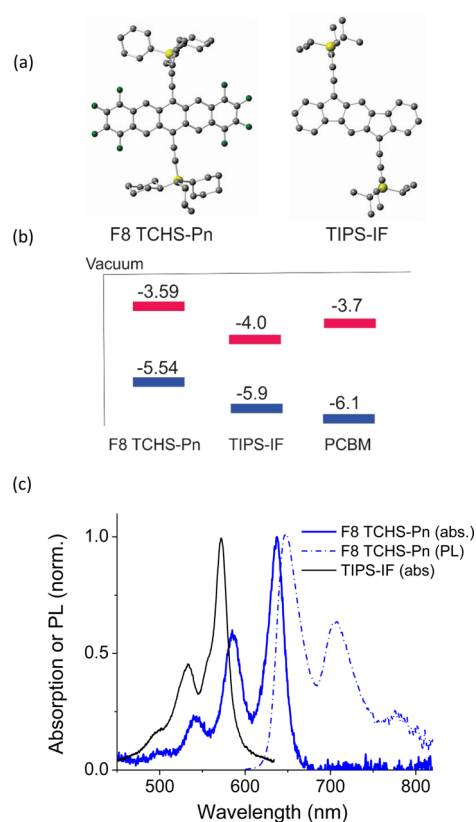 (a)
F8 TCHS-Pn TIPS-IF
(b)
Vacuum
-3.59 -4.0 -3.7
-5.54 -5.9 -6.1
F8 TCHS-Pn TIPS-IF PCBM
(c)
F8 TCHS-Pn (abs.)
F8 TCHS-Pn (PL)
TIPS-IF (abs)
Absorption or PL (norm.)
1.0
0.5
0.0
500 600 700 800
Wavelength (nm)